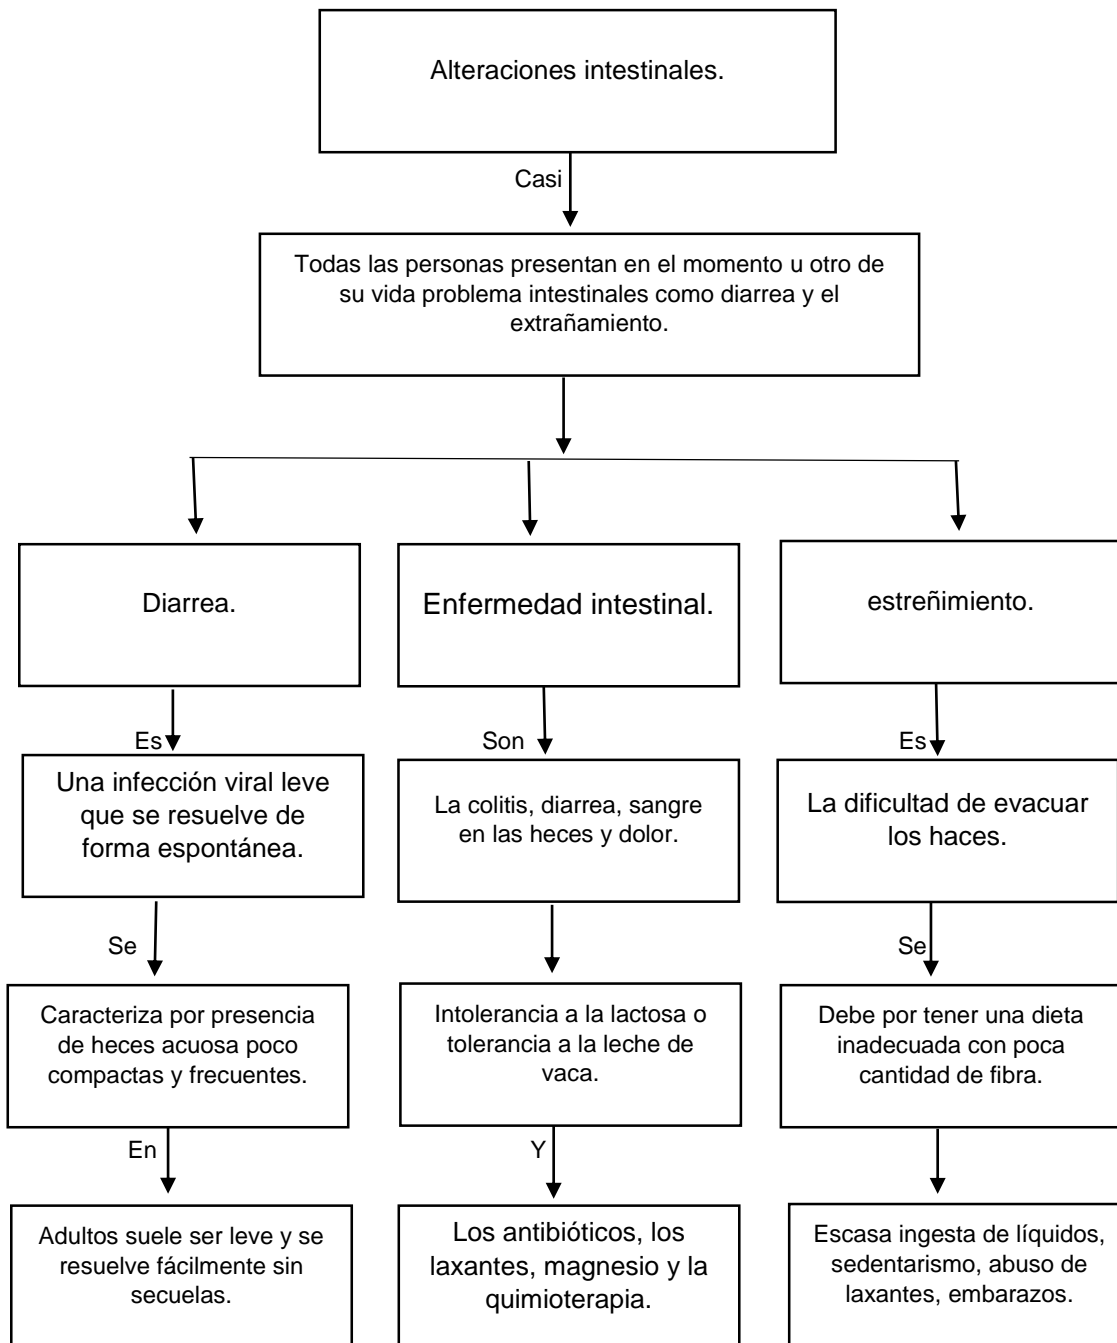 Alteraciones intestinales.
Casi
Todas las personas presentan en el momento u otro de
su vida problema intestinales como diarrea y el
extrañamiento.
Diarrea.
Enfermedad intestinal.
estreñimiento.
Es
Son
Es
Una infección viral leve
que se resuelve de
forma espontánea.
La colitis, diarrea, sangre
en las heces y dolor.
La dificultad de evacuar
los haces.
Se
Se
Caracteriza por presencia
de heces acuosa poco
compactas y frecuentes.
Intolerancia a la lactosa o
tolerancia a la leche de
vaca.
Debe por tener una dieta
inadecuada con poca
cantidad de fibra.
En
Y
Adultos suele ser leve y se
resuelve fácilmente sin
secuelas.
Los antibióticos, los
laxantes, magnesio y la
quimioterapia.
Escasa ingesta de líquidos,
sedentarismo, abuso de
laxantes, embarazos.